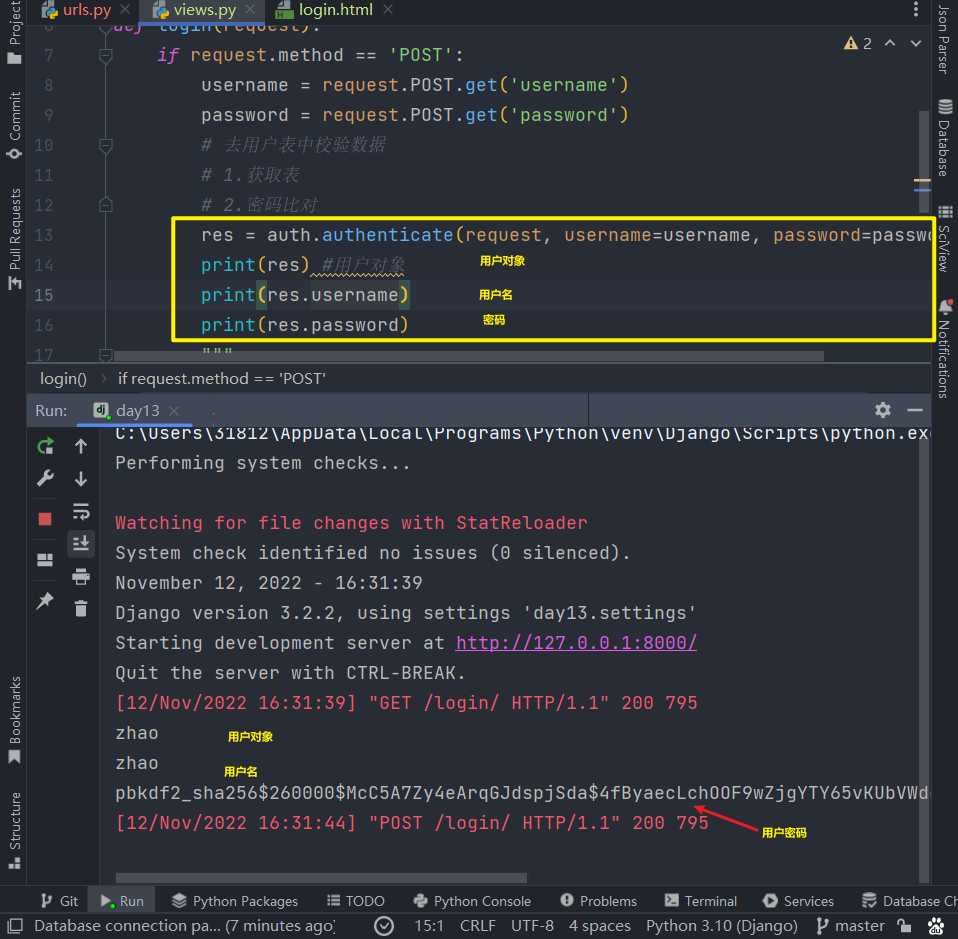 Project
urls.py
views.py
login.html
Json Parser
6 def login(request):
7 if request.method == 'POST':
2
8 username = request.POST.get('username')
9 password = request.POST.get('password')
10 # 去用户表中校验数据
11 # 1.获取表
12 # 2.密码比对
13 res = auth.authenticate(request, username=username, password=passw
14 print(res) #用户对象
用户对象
15 print(res.username)
用户名
16 print(res.password)
密码
17 """
Commit
Pull Requests
Database
SciView
Notifications
login() if request.method == 'POST'
Run: day13
C:\Users\31812\AppData\Local\Programs\Python\venv\Django\Scripts\python.exe
Performing system checks...
Watching for file changes with StatReloader
System check identified no issues (0 silenced).
November 12, 2022 - 16:31:39
Django version 3.2.2, using settings 'day13.settings'
Starting development server at http://127.0.0.1:8000/
Quit the server with CTRL-BREAK.
[12/Nov/2022 16:31:39] "GET /login/ HTTP/1.1" 200 795
zhao
用户对象
zhao
用户名
pbkdf2_sha256$260000$McC5A7Zy4eArqGJdspjSda$4fByaecLchOOF9wZjgYTY65vKUbVWd
[12/Nov/2022 16:31:44] "POST /login/ HTTP/1.1" 200 795
用户密码
Bookmarks
Structure
Git Run Python Packages TODO Python Console Problems Terminal Services Database Ch
Database connection pa... (7 minutes ago) 15:1 CRLF UTF-8 4 spaces Python 3.10 (Django) master
du